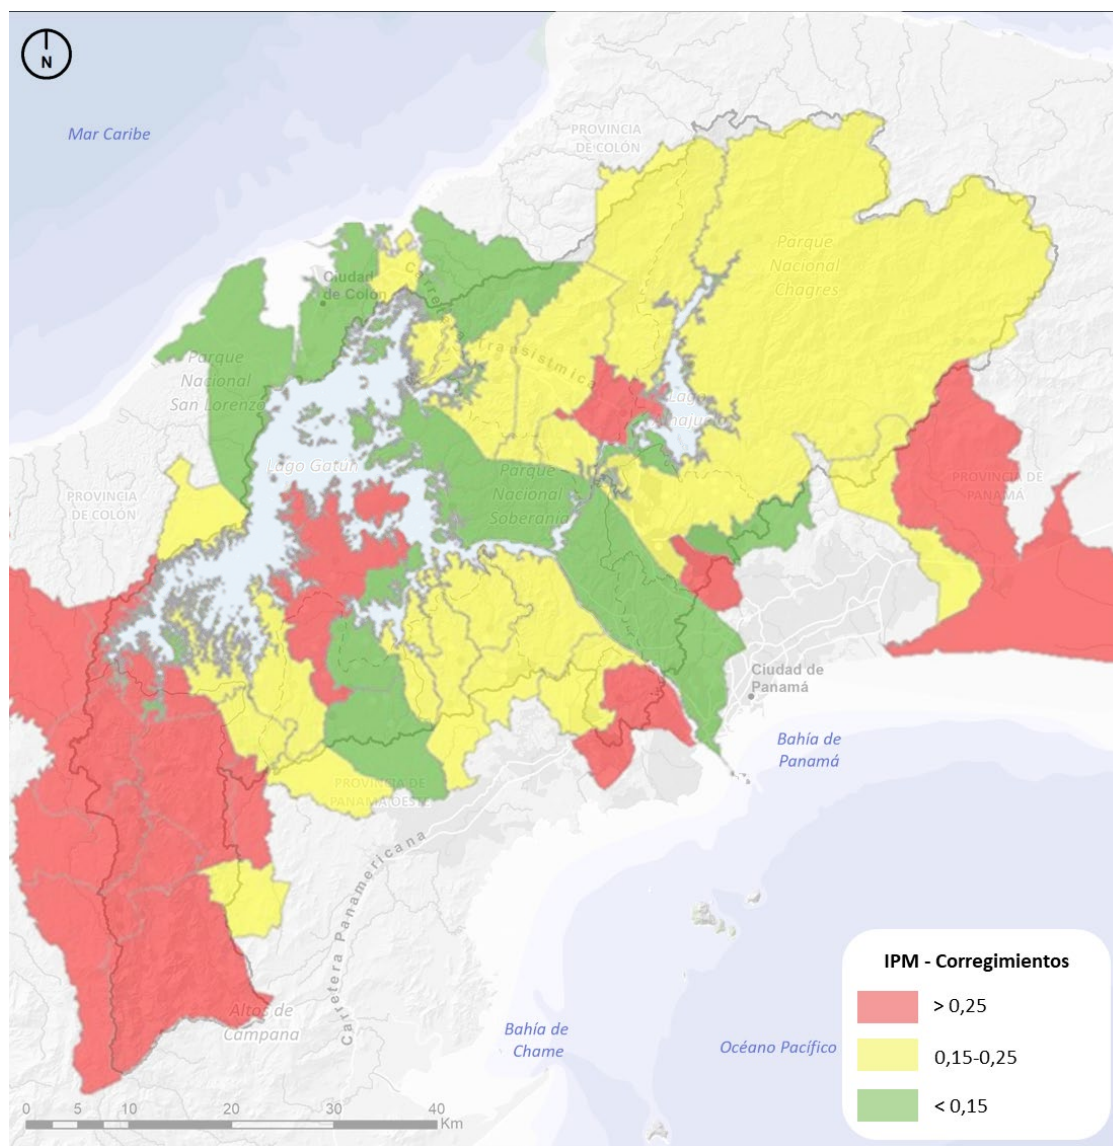 N
Mar Caribe
PROVINCIA
DE COLÓN
Parque
Nacional
Chagres
Ciudad
de Colón
Parque
Nacional
San Lorenzo
Transístmica
Lago Gatún
Parque
Nacional
Soberanía
PROVINCIA
DE COLÓN
PROVINCIA DE
PANAMÁ
Ciudad de
Panamá
Bahía de
Panamá
PROVINCIA DE
PANAMÁ OESTE
Carretera Panamericana
Altos de
Campana
Bahía de
Chame
Océano Pacífico
IPM - Corregimientos
> 0,25
0,15-0,25
< 0,15
0 5 10 20 30 40
Km